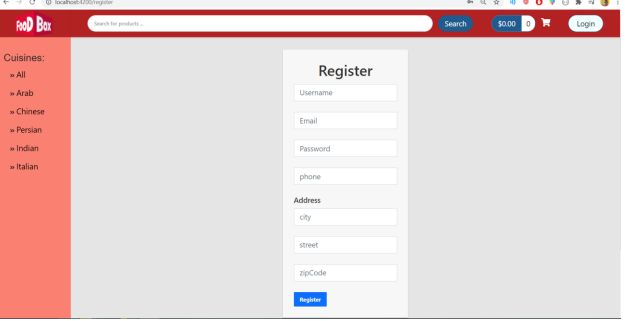 localhost:4200/register
FooD Box
Search for products ...
Search
$0.00 0
Login
Cuisines:
» All
» Arab
» Chinese
» Persian
» Indian
» Italian
Register
Username
Email
Password
phone
Address
city
street
zipCode
Register